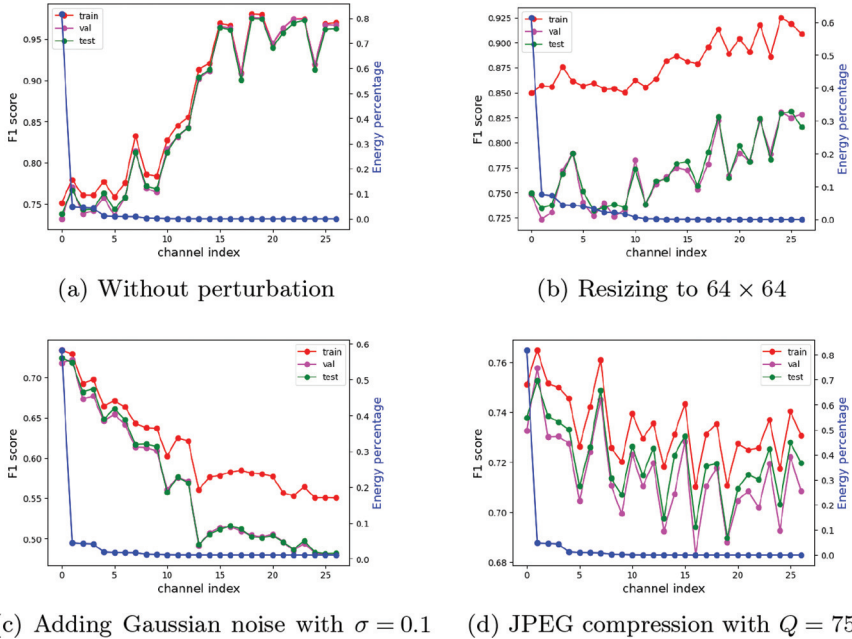 train
val
test
0.95
0.90
0.85
0.80
0.75
F1 score
0.8
0.7
0.6
0.5
0.4
0.3
0.2
0.1
0.0
Energy percentage
0 5 10 15 20 25
channel index
(a) Without perturbation
train
val
test
0.925
0.900
0.875
0.850
0.825
0.800
0.775
0.750
0.725
F1 score
0.6
0.5
0.4
0.3
0.2
0.1
0.0
Energy percentage
0 5 10 15 20 25
channel index
(b) Resizing to 64 × 64
train
val
test
0.70
0.65
0.60
0.55
0.50
F1 score
0.6
0.5
0.4
0.3
0.2
0.1
0.0
Energy percentage
0 5 10 15 20 25
channel index
c) Adding Gaussian noise with σ = 0.1
train
val
test
0.76
0.74
0.72
0.70
0.68
F1 score
0.8
0.7
0.6
0.5
0.4
0.3
0.2
0.1
0.0
Energy percentage
0 5 10 15 20 25
channel index
(d) JPEG compression with Q = 75